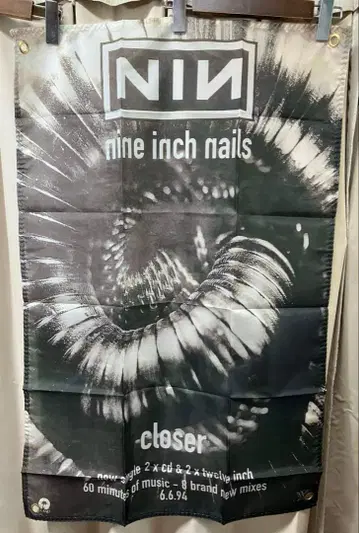 NIN
nine inch nails
closer
new single 2 x cd & 2 x twelve inch
60 minutes of music – 8 brand new mixes
6.6.94